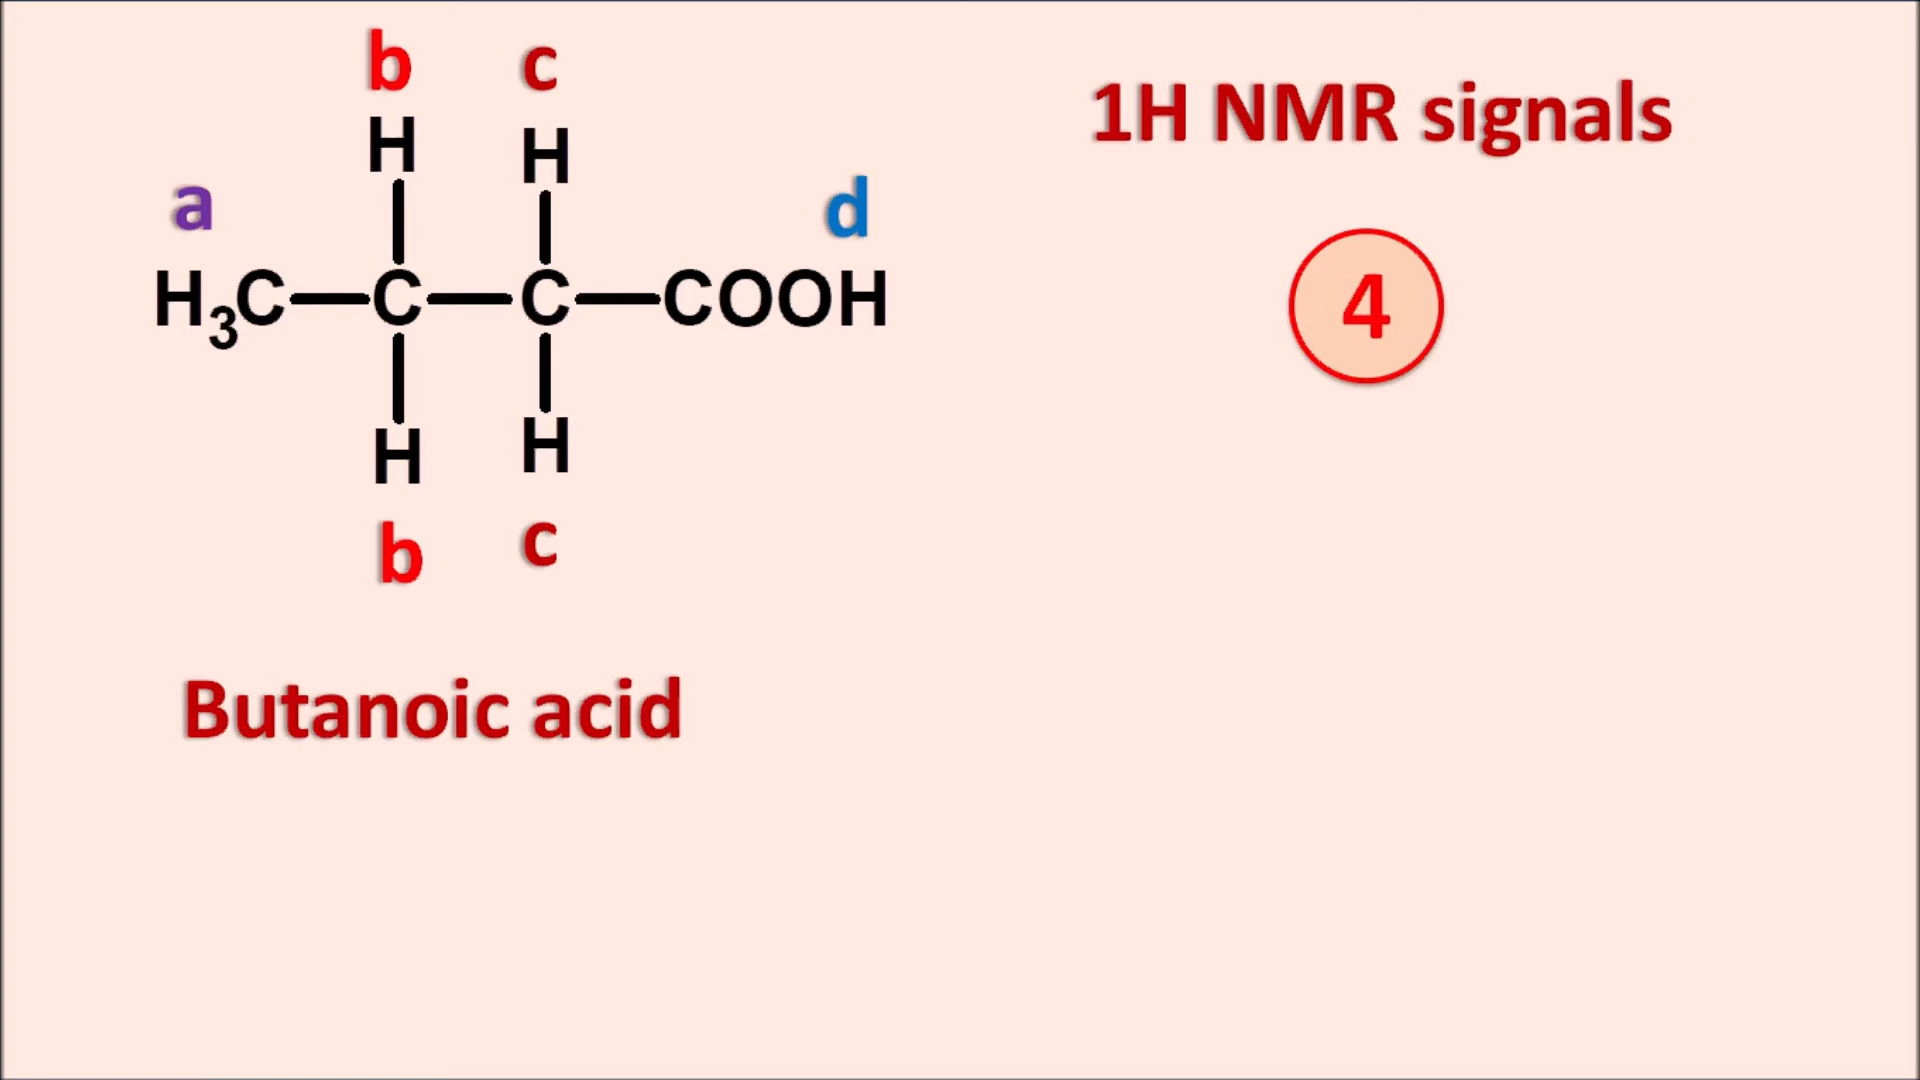 b c
1H NMR signals
H H
a d
H₃C—C—C—COOH
4
H H
b c
Butanoic acid